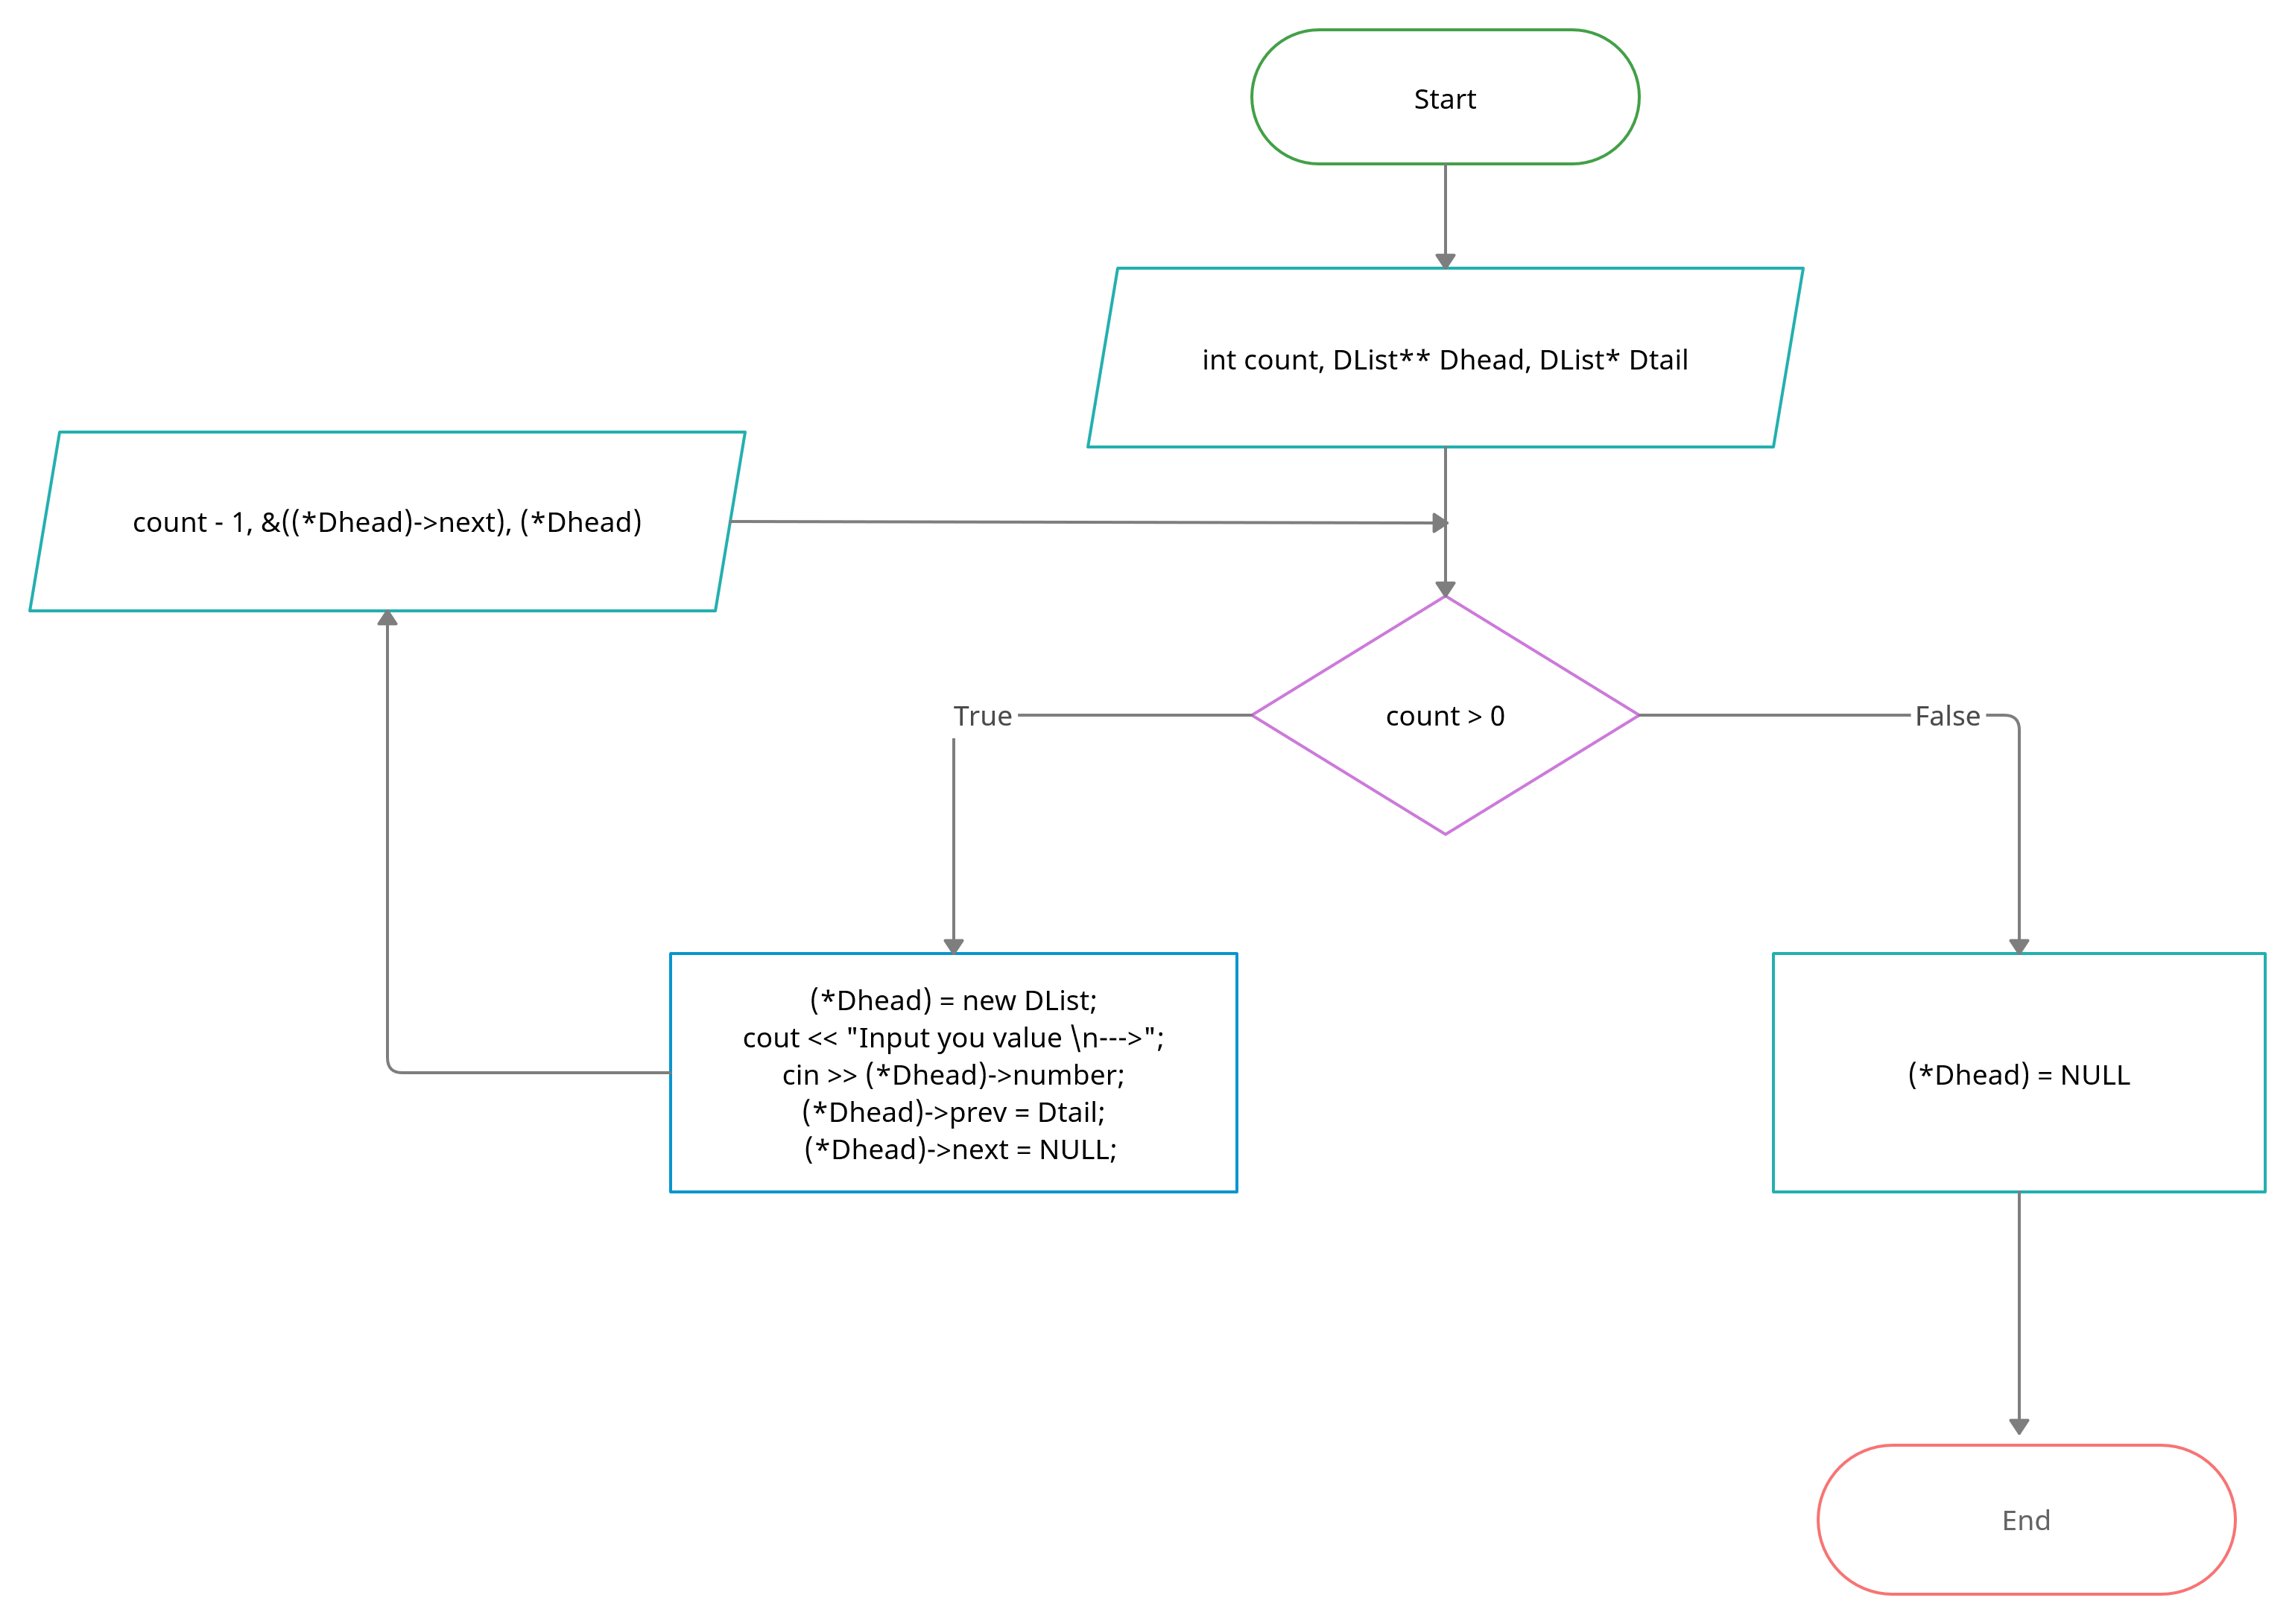 Start
int count, DList** Dhead, DList* Dtail
count - 1, &((*Dhead)->next), (*Dhead)
count > 0
True
False
(*Dhead) = new DList;
cout << "Input you value \n--->";
cin >> (*Dhead)->number;
(*Dhead)->prev = Dtail;
(*Dhead)->next = NULL;
(*Dhead) = NULL
End